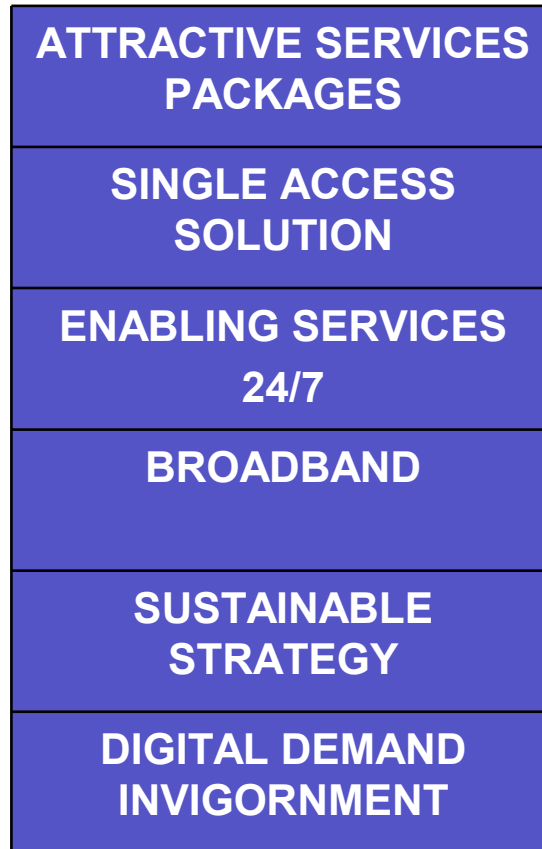 ATTRACTIVE SERVICES
PACKAGES
SINGLE ACCESS
SOLUTION
ENABLING SERVICES
24/7
BROADBAND
SUSTAINABLE
STRATEGY
DIGITAL DEMAND
INVIGORNMENT